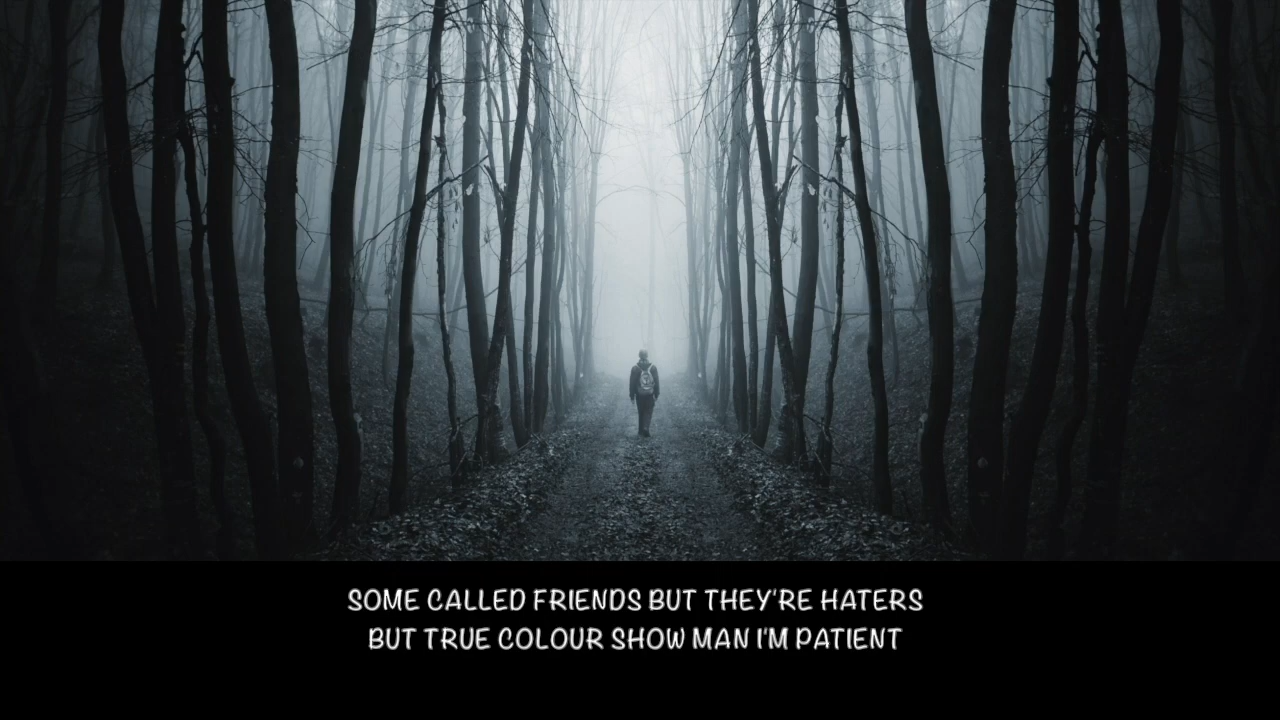 SOME CALLED FRIENDS BUT THEY'RE HATERS
BUT TRUE COLOUR SHOW MAN I'M PATIENT